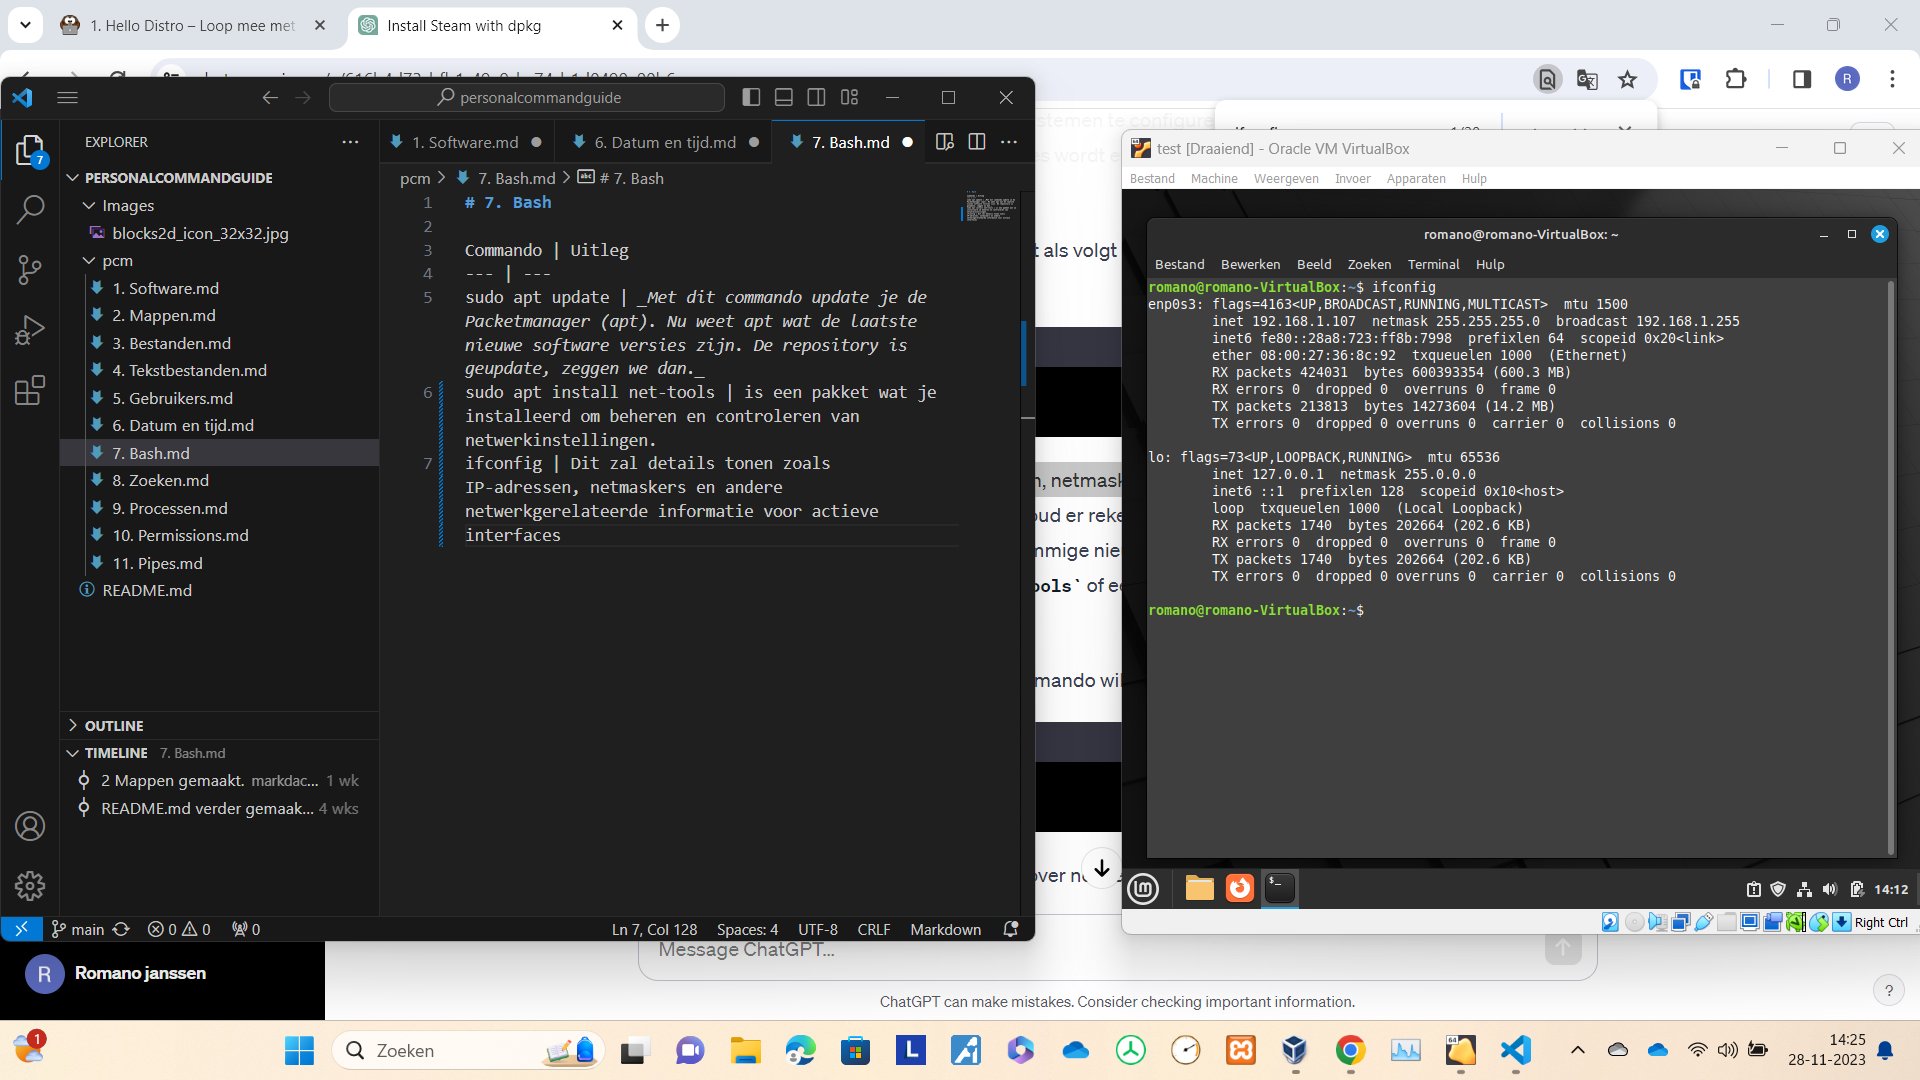 1. Hello Distro – Loop mee met
Install Steam with dpkg
R
personalcommandguide
EXPLORER
7
PERSONALCOMMANDGUIDE
Images
blocks2d_icon_32x32.jpg
pcm
1. Software.md
2. Mappen.md
3. Bestanden.md
4. Tekstbestanden.md
5. Gebruikers.md
6. Datum en tijd.md
7. Bash.md
8. Zoeken.md
9. Processen.md
10. Permissions.md
11. Pipes.md
README.md
OUTLINE
TIMELINE 7. Bash.md
2 Mappen gemaakt. markdac... 1 wk
README.md verder gemaak... 4 wks
1. Software.md
6. Datum en tijd.md
7. Bash.md
pcm > 7. Bash.md > # 7. Bash
1 # 7. Bash
2
3 Commando | Uitleg
4 --- | ---
5 sudo apt update | _Met dit commando update je de
Packetmanager (apt). Nu weet apt wat de laatste
nieuwe software versies zijn. De repository is
geupdate, zeggen we dan._
6 sudo apt install net-tools | is een pakket wat je
installeerd om beheren en controleren van
netwerkinstellingen.
7 ifconfig | Dit zal details tonen zoals
IP-adressen, netmaskers en andere
netwerkgerelateerde informatie voor actieve
interfaces
main 0 0 0
Ln 7, Col 128 Spaces: 4 UTF-8 CRLF Markdown
stemen te configure
es wordt e
t als volgt
n, netmask
oud er reke
mmige nie
ools` of e
mando wil
over n
test [Draaiend] - Oracle VM VirtualBox
Bestand Machine Weergeven Invoer Apparaten Hulp
romano@romano-VirtualBox: ~
Bestand Bewerken Beeld Zoeken Terminal Hulp
romano@romano-VirtualBox:~$ ifconfig
enp0s3: flags=4163<UP,BROADCAST,RUNNING,MULTICAST> mtu 1500
inet 192.168.1.107 netmask 255.255.255.0 broadcast 192.168.1.255
inet6 fe80::28a8:723:ff8b:7998 prefixlen 64 scopeid 0x20<link>
ether 08:00:27:36:8c:92 txqueuelen 1000 (Ethernet)
RX packets 424031 bytes 600393354 (600.3 MB)
RX errors 0 dropped 0 overruns 0 frame 0
TX packets 213813 bytes 14273604 (14.2 MB)
TX errors 0 dropped 0 overruns 0 carrier 0 collisions 0
lo: flags=73<UP,LOOPBACK,RUNNING> mtu 65536
inet 127.0.0.1 netmask 255.0.0.0
inet6 ::1 prefixlen 128 scopeid 0x10<host>
loop txqueuelen 1000 (Local Loopback)
RX packets 1740 bytes 202664 (202.6 KB)
RX errors 0 dropped 0 overruns 0 frame 0
TX packets 1740 bytes 202664 (202.6 KB)
TX errors 0 dropped 0 overruns 0 carrier 0 collisions 0
romano@romano-VirtualBox:~$
14:12
Right Ctrl
R Romano janssen
Message ChatGPT...
ChatGPT can make mistakes. Consider checking important information.
?
1
Zoeken
L
64
14:25
28-11-2023